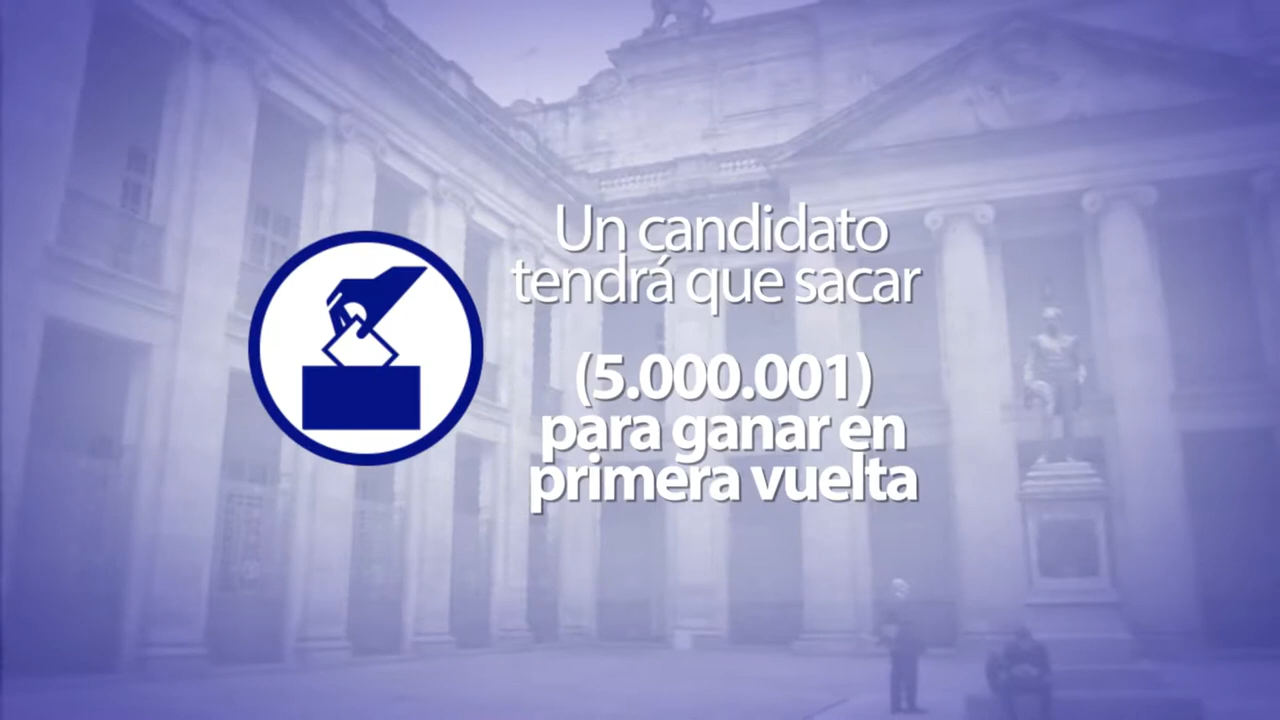 Un candidato
tendrá que sacar
(5.000.001)
para ganar en
primera vuelta